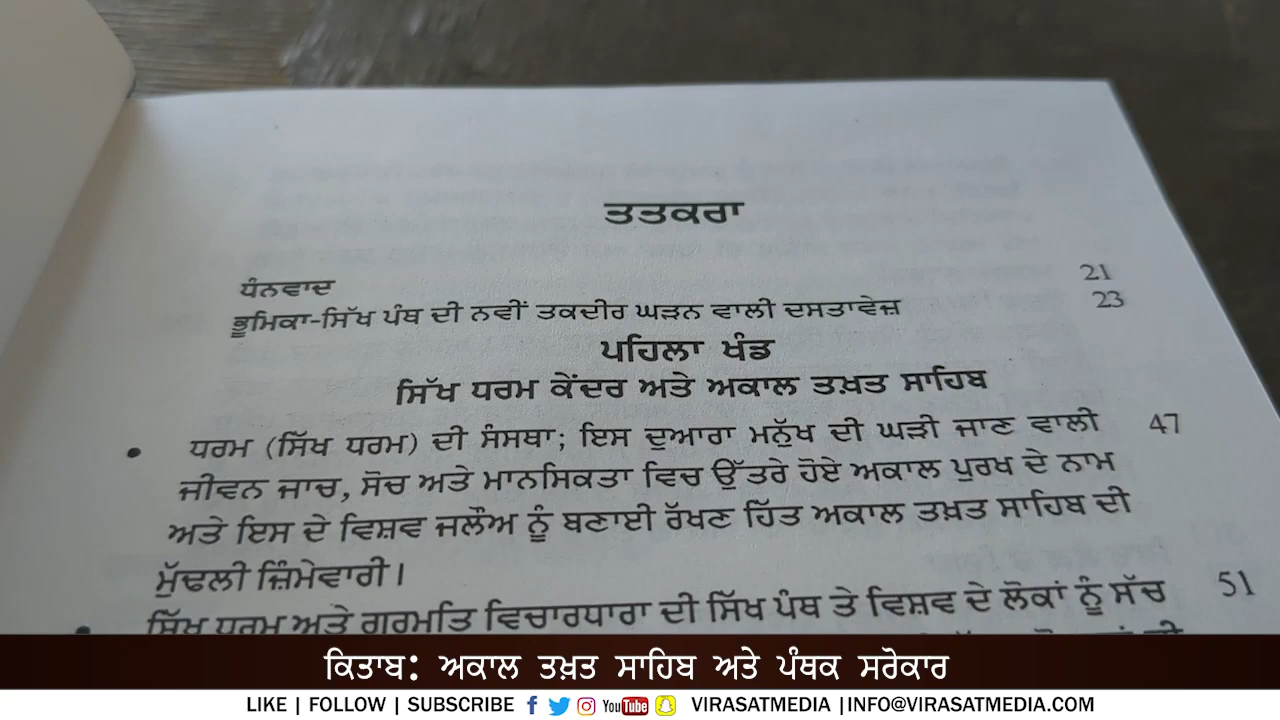 ਤਤਕਰਾ
ਧੰਨਵਾਦ 21
ਭੂਮਿਕਾ-ਸਿੱਖ ਪੰਥ ਦੀ ਨਵੀਂ ਤਕਦੀਰ ਘੜਨ ਵਾਲੀ ਦਸਤਾਵੇਜ਼ 23
ਪਹਿਲਾ ਖੰਡ
ਸਿੱਖ ਧਰਮ ਕੇਂਦਰ ਅਤੇ ਅਕਾਲ ਤਖ਼ਤ ਸਾਹਿਬ
• ਧਰਮ (ਸਿੱਖ ਧਰਮ) ਦੀ ਸੰਸਥਾ; ਇਸ ਦੁਆਰਾ ਮਨੁੱਖ ਦੀ ਘੜੀ ਜਾਣ ਵਾਲੀ 47
ਜੀਵਨ ਜਾਚ, ਸੋਚ ਅਤੇ ਮਾਨਸਿਕਤਾ ਵਿਚ ਉੱਤਰੇ ਹੋਏ ਅਕਾਲ ਪੁਰਖ ਦੇ ਨਾਮ
ਅਤੇ ਇਸ ਦੇ ਵਿਸ਼ਵ ਜਲੌਅ ਨੂੰ ਬਣਾਈ ਰੱਖਣ ਹਿੱਤ ਅਕਾਲ ਤਖ਼ਤ ਸਾਹਿਬ ਦੀ
ਮੁੱਢਲੀ ਜ਼ਿੰਮੇਵਾਰੀ।
• ਸਿੱਖ ਧਰਮ ਅਤੇ ਗੁਰਮਤਿ ਵਿਚਾਰਧਾਰਾ ਦੀ ਸਿੱਖ ਪੰਥ ਤੇ ਵਿਸ਼ਵ ਦੇ ਲੋਕਾਂ ਨੂੰ ਸੱਚ 51
ਕਿਤਾਬ: ਅਕਾਲ ਤਖ਼ਤ ਸਾਹਿਬ ਅਤੇ ਪੰਥਕ ਸਰੋਕਾਰ
LIKE | FOLLOW | SUBSCRIBE YouTube VIRASATMEDIA |INFO@VIRASATMEDIA.COM